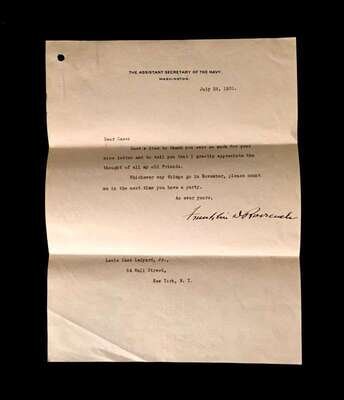 THE ASSISTANT SECRETARY OF THE NAVY.
WASHINGTON.
July 28, 1920.
Dear Cass:
Just a line to thank you ever so much for your
nice letter and to tell you that I greatly appreciate the
thought of all my old friends.
Whichever way things go in November, please count
me in the next time you have a party.
As ever yours,
Franklin D Roosevelt
Lewis Cass Ledyard, Jr.,
54 Wall Street,
New York, N. Y.